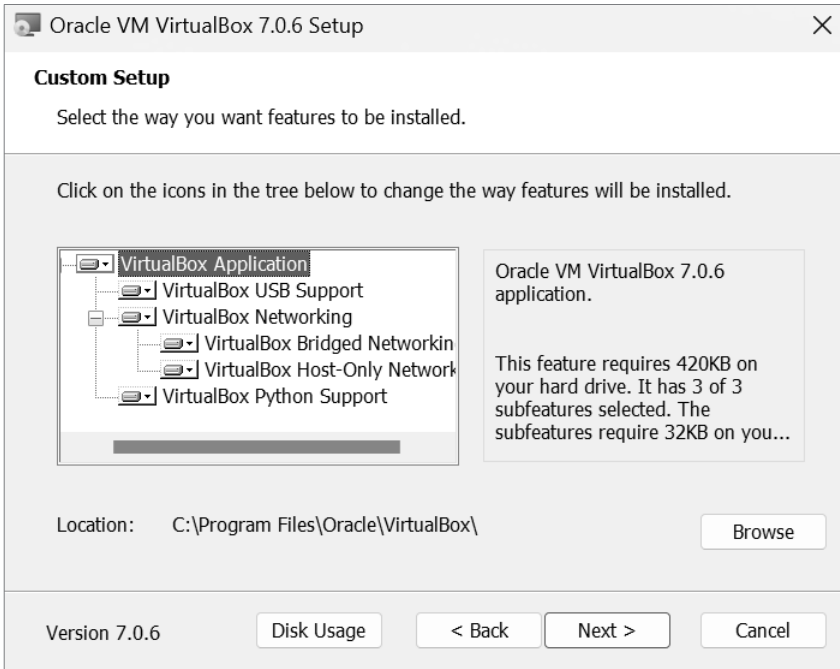 Oracle VM VirtualBox 7.0.6 Setup
Custom Setup
Select the way you want features to be installed.
Click on the icons in the tree below to change the way features will be installed.
VirtualBox Application
VirtualBox USB Support
VirtualBox Networking
VirtualBox Bridged Networkin
VirtualBox Host-Only Network
VirtualBox Python Support
Oracle VM VirtualBox 7.0.6
application.
This feature requires 420KB on
your hard drive. It has 3 of 3
subfeatures selected. The
subfeatures require 32KB on you...
Location: C:\Program Files\Oracle\VirtualBox\
Browse
Version 7.0.6 Disk Usage < Back Next > Cancel